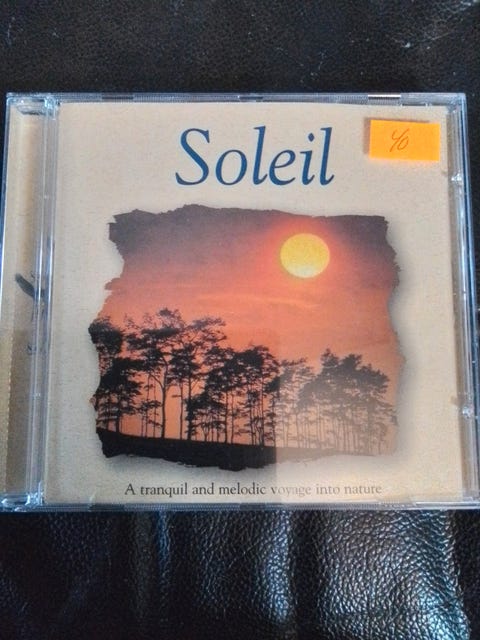 Soleil
40
A tranquil and melodic voyage into nature